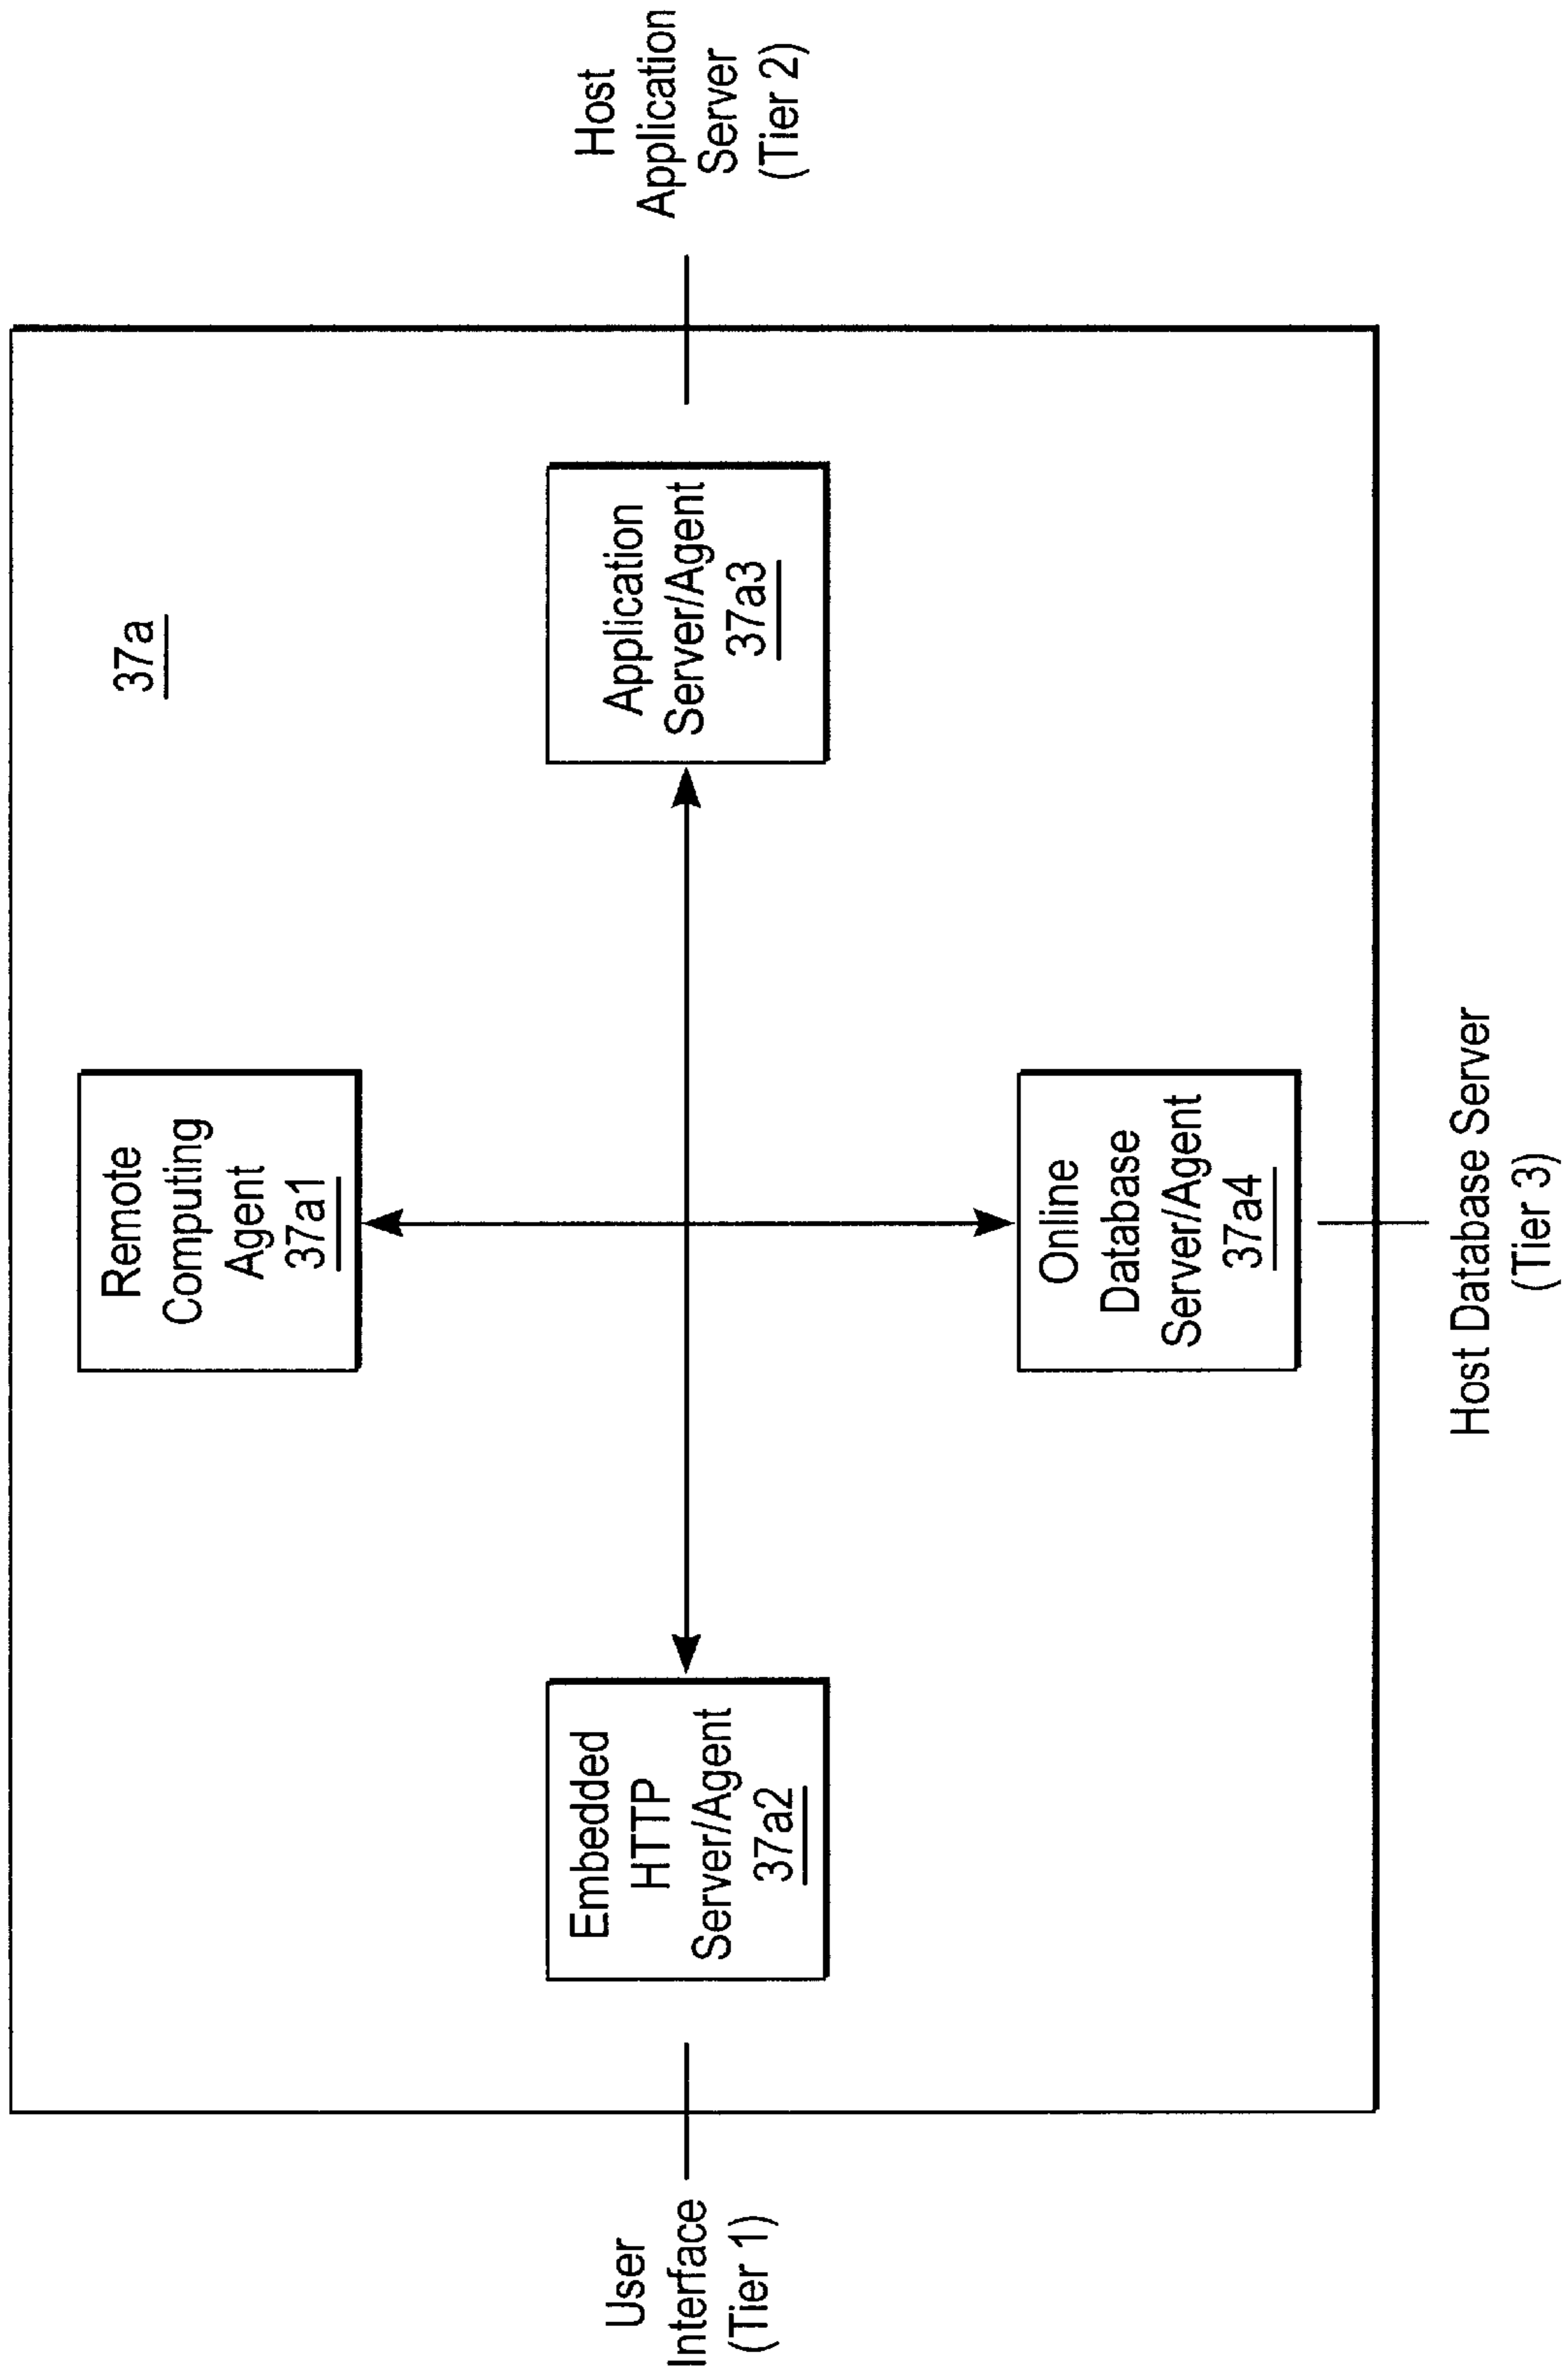 37a
Remote
Computing
Agent
37a1
User
Interface
(Tier 1)
Embedded
HTTP
Server/Agent
37a2
Application
Server/Agent
37a3
Host
Application
Server
(Tier 2)
Online
Database
Server/Agent
37a4
Host Database Server
(Tier 3)